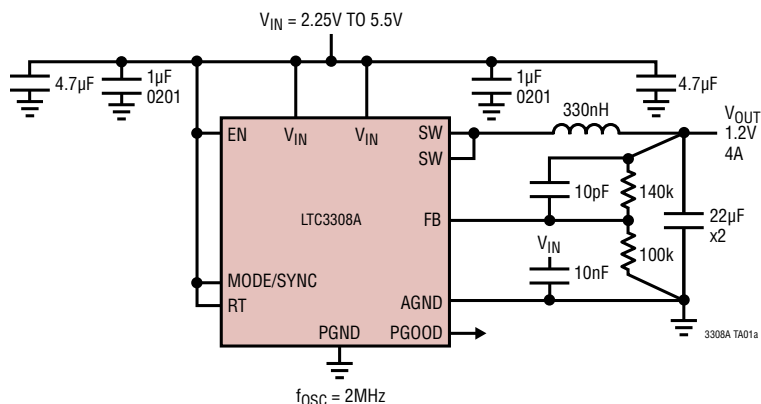 V_IN = 2.25V TO 5.5V
4.7µF
1µF
0201
1µF
0201
4.7µF
EN
V_IN
V_IN
SW
SW
330nH
V_OUT
1.2V
4A
10pF
140k
LTC3308A
FB
22µF
x2
V_IN
100k
10nF
MODE/SYNC
RT
AGND
PGND
PGOOD
3308A TA01a
f_OSC = 2MHz